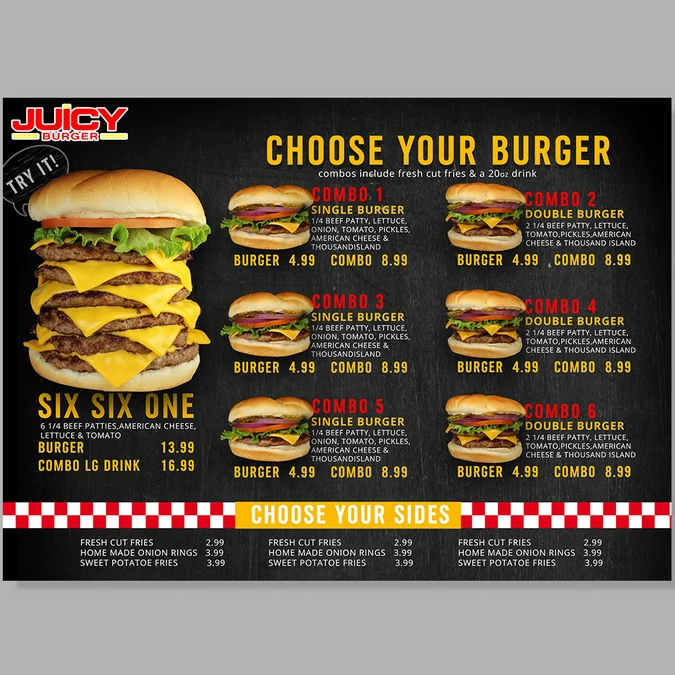 JUICY
BURGER
TRY IT!
CHOOSE YOUR BURGER
combos include fresh cut fries & a 20oz drink
COMBO 1
SINGLE BURGER
1/4 BEEF PATTY, LETTUCE,
ONION, TOMATO, PICKLES,
AMERICAN CHEESE &
THOUSANDISLAND
BURGER 4.99 COMBO 8.99
COMBO 2
DOUBLE BURGER
2 1/4 BEEF PATTY, LETTUCE,
TOMATO,PICKLES,AMERICAN
CHEESE & THOUSANDISLAND
BURGER 4.99 COMBO 8.99
COMBO 3
SINGLE BURGER
1/4 BEEF PATTY, LETTUCE,
ONION, TOMATO, PICKLES,
AMERICAN CHEESE &
THOUSANDISLAND
BURGER 4.99 COMBO 8.99
COMBO 4
DOUBLE BURGER
2 1/4 BEEF PATTY, LETTUCE,
TOMATO,PICKLES,AMERICAN
CHEESE & THOUSANDISLAND
BURGER 4.99 COMBO 8.99
COMBO 5
SINGLE BURGER
1/4 BEEF PATTY, LETTUCE,
ONION, TOMATO, PICKLES,
AMERICAN CHEESE &
THOUSANDISLAND
BURGER 4.99 COMBO 8.99
COMBO 6
DOUBLE BURGER
2 1/4 BEEF PATTY, LETTUCE,
TOMATO,PICKLES,AMERICAN
CHEESE & THOUSANDISLAND
BURGER 4.99 COMBO 8.99
SIX SIX ONE
6 1/4 BEEF PATTIES,AMERICAN CHEESE,
LETTUCE & TOMATO
BURGER 13.99
COMBO LG DRINK 16.99
CHOOSE YOUR SIDES
FRESH CUT FRIES 2.99
HOME MADE ONION RINGS 3.99
SWEET POTATOE FRIES 3.99
FRESH CUT FRIES 2.99
HOME MADE ONION RINGS 3.99
SWEET POTATOE FRIES 3.99
FRESH CUT FRIES 2.99
HOME MADE ONION RINGS 3.99
SWEET POTATOE FRIES 3.99